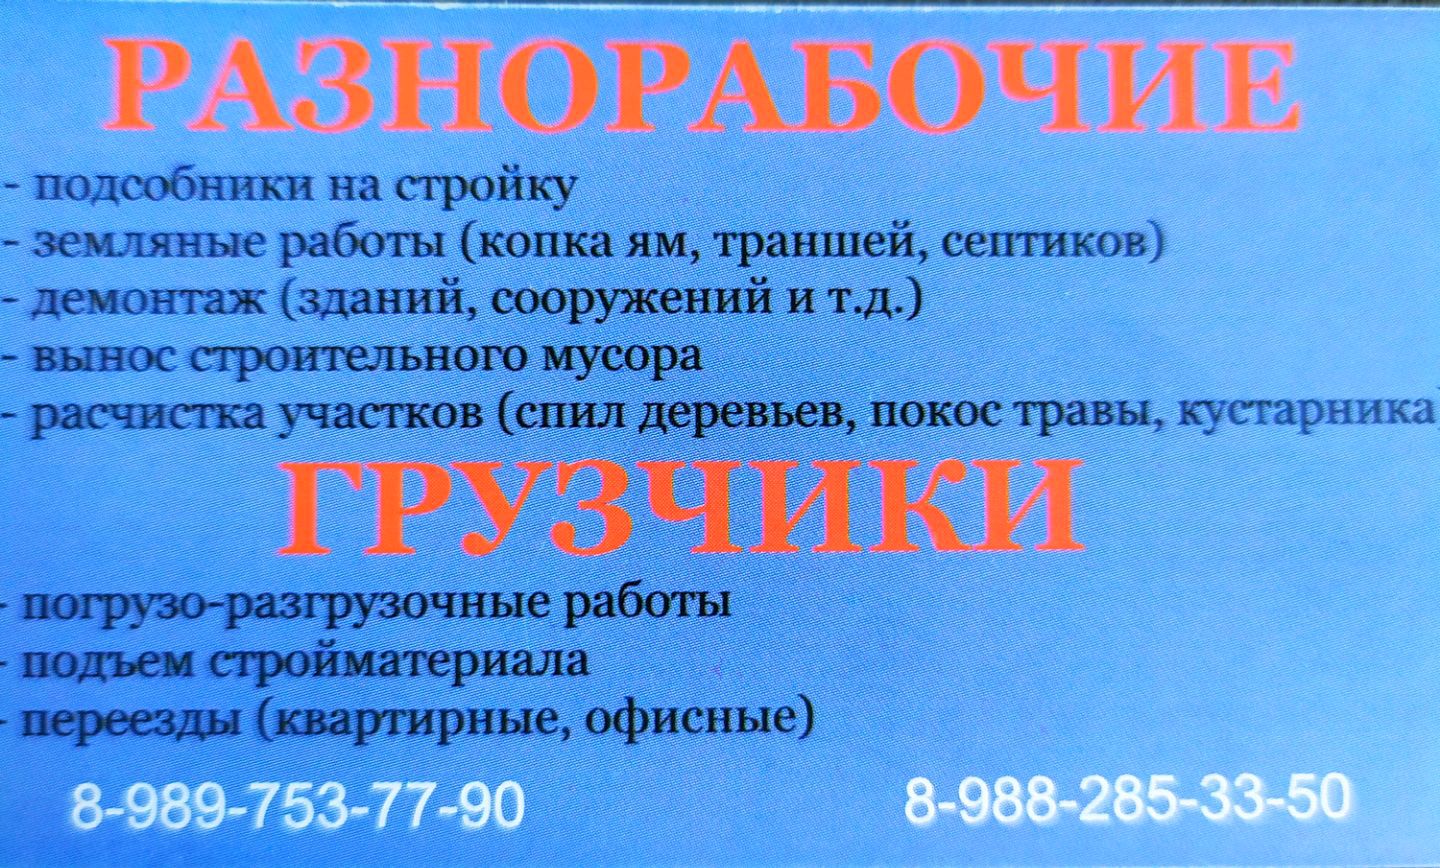 РАЗНОРАБОЧИЕ
- подсобники на стройку
- земляные работы (копка ям, траншей, септиков)
- демонтаж (зданий, сооружений и т.д.)
- вынос строительного мусора
- расчистка участков (спил деревьев, покос травы, кустарника)
ГРУЗЧИКИ
- погрузо-разгрузочные работы
- подъем стройматериала
- переезды (квартирные, офисные)
8-989-753-77-90 8-988-285-33-50